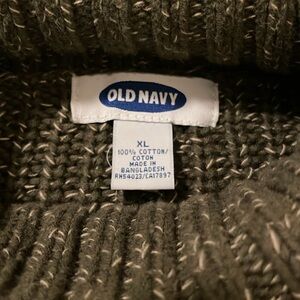 OLD NAVY
XL
100% COTTON/
COTON
MADE IN
BANGLADESH
RN54023/CA17897